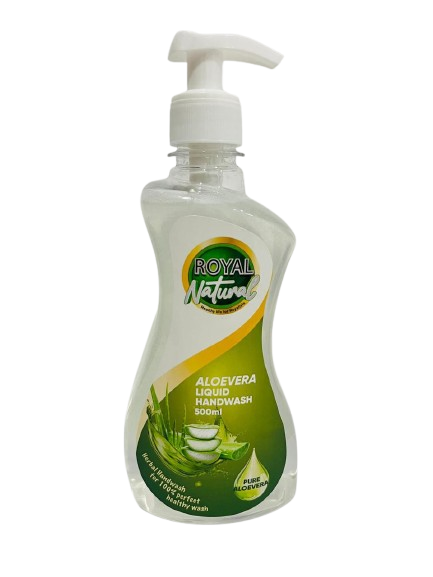 ROYAL
Natural
ALOEVERA
LIQUID
HANDWASH
500ml
Herbal Handwash
for 100% perfect
healthy wash
PURE
ALOEVERA